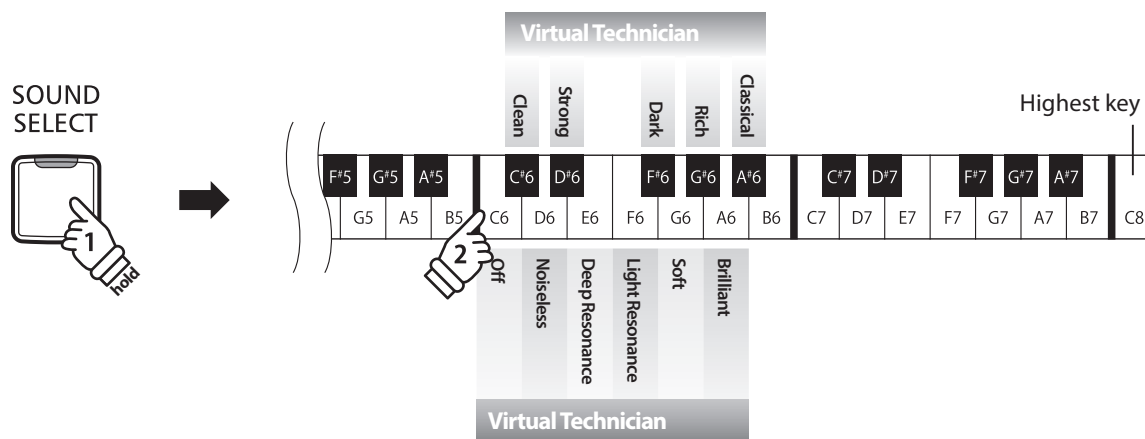 Virtual Technician
Clean
Strong
Dark
Rich
Classical
SOUND
SELECT
Highest key
F#5 G#5 A#5 C#6 D#6 F#6 G#6 A#6 C#7 D#7 F#7 G#7 A#7
G5 A5 B5 C6 D6 E6 F6 G6 A6 B6 C7 D7 E7 F7 G7 A7 B7 C8
1
hold
2
Off
Noiseless
Deep Resonance
Light Resonance
Soft
Brilliant
Virtual Technician